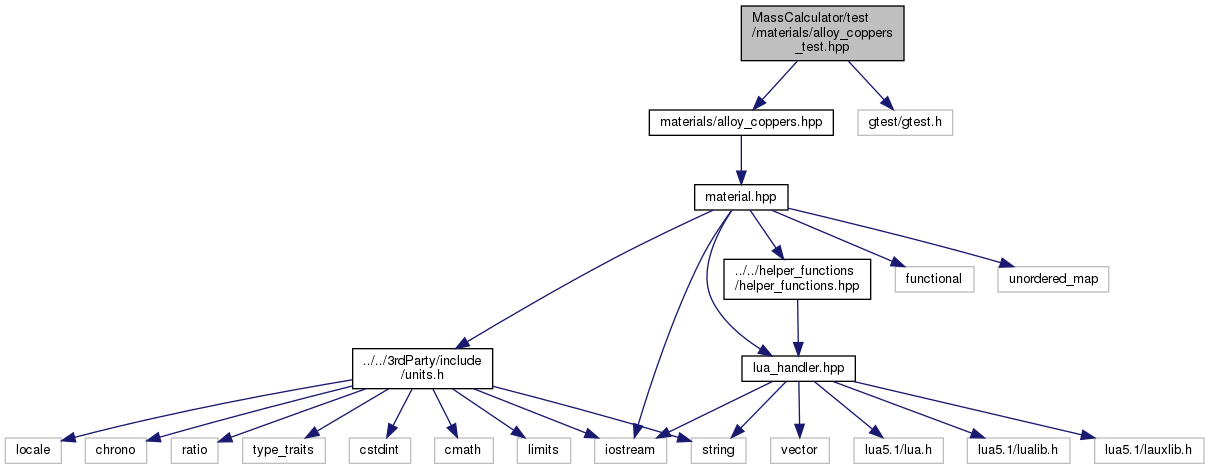 MassCalculator/test
/materials/alloy_coppers
_test.hpp
materials/alloy_coppers.hpp
gtest/gtest.h
material.hpp
../../helper_functions
/helper_functions.hpp
functional
unordered_map
../../3rdParty/include
/units.h
lua_handler.hpp
locale
chrono
ratio
type_traits
cstdint
cmath
limits
iostream
string
vector
lua5.1/lua.h
lua5.1/lualib.h
lua5.1/lauxlib.h